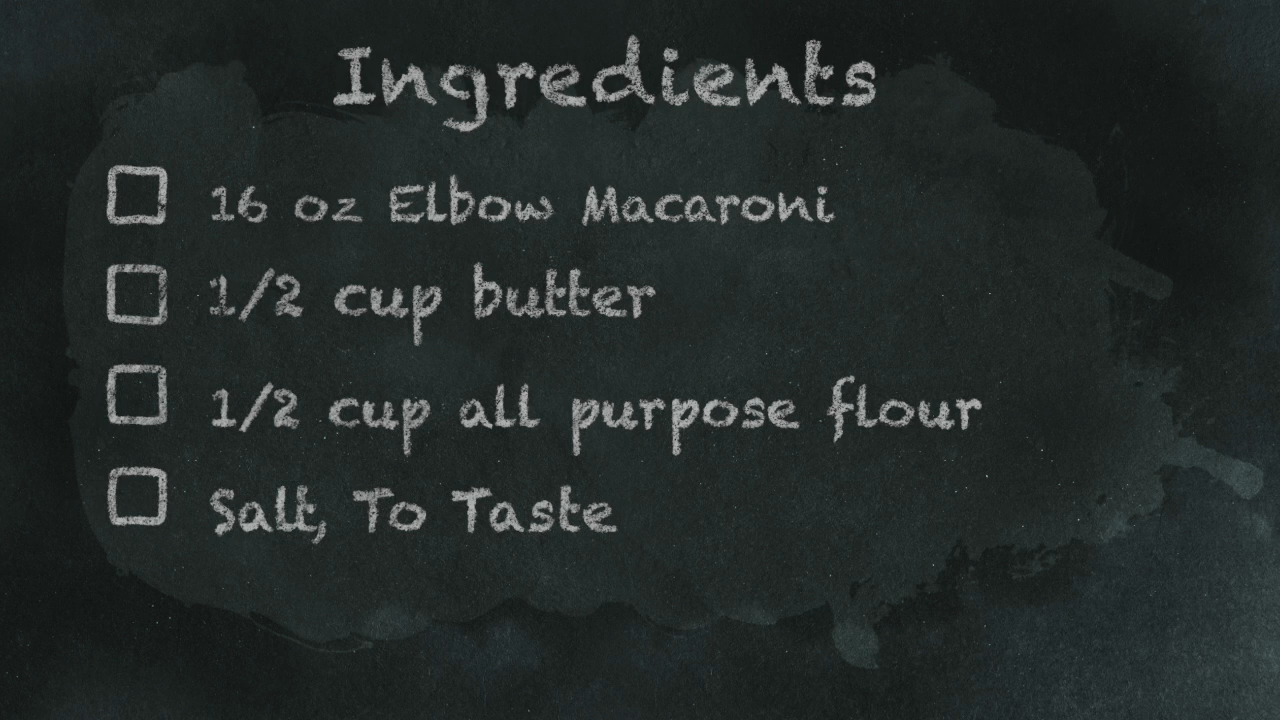 Ingredients
16 oz Elbow Macaroni
1/2 cup butter
1/2 cup all purpose flour
Salt, To Taste